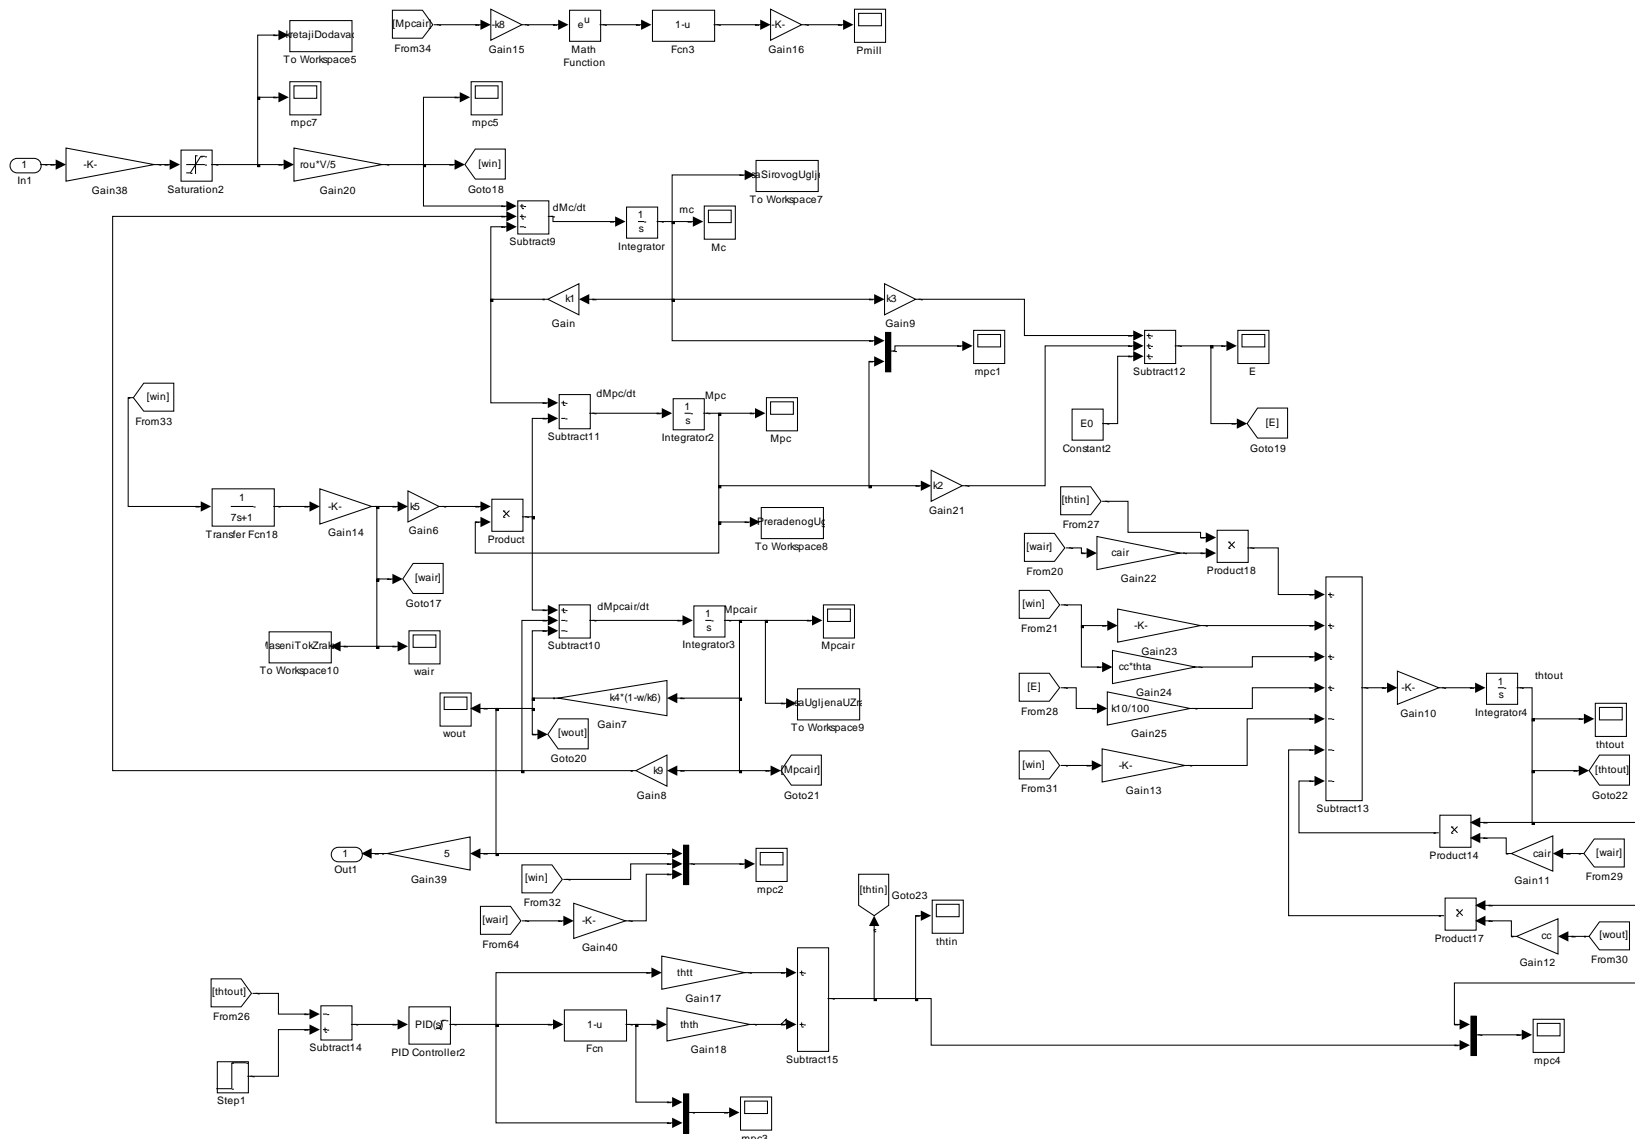 [Mpcair]
From34
-k8
Gain15
e^u
Math
Function
1-u
Fcn3
-K-
Gain16
Pmill
kretajiDodavac
To Workspace5
mpc7
mpc5
1
In1
-K-
Gain38
Saturation2
rou*V/5
Gain20
[win]
Goto18
+
+
−
Subtract9
dMc/dt
1
s
Integrator
mc
Mc
saSirovogUglj
To Workspace7
k1
Gain
k3
Gain9
mpc1
+
+
+
Subtract12
E
E0
Constant2
[E]
Goto19
[win]
From33
+
−
Subtract11
dMpc/dt
1
s
Integrator2
Mpc
Mpc
k2
Gain21
1
7s+1
Transfer Fcn18
-K-
Gain14
k5
Gain6
×
Product
PreradenogUg
To Workspace8
[wair]
Goto17
MaseniTokZrak
To Workspace10
wair
+
−
−
Subtract10
dMpcair/dt
1
s
Integrator3
Mpcair
Mpcair
saUgljenaUZra
To Workspace9
wout
k4*(1-w/k6)
Gain7
[wout]
Goto20
k9
Gain8
[Mpcair]
Goto21
[thtin]
From27
[wair]
From20
cair
Gain22
×
Product18
[win]
From21
-K-
Gain23
cc*thta
Gain24
[E]
From28
k10/100
Gain25
[win]
From31
-K-
Gain13
+
+
+
+
−
−
−
Subtract13
-K-
Gain10
1
s
Integrator4
thtout
thtout
[thtout]
Goto22
×
Product14
cair
Gain11
[wair]
From29
×
Product17
cc
Gain12
[wout]
From30
1
Out1
5
Gain39
[win]
From32
[wair]
From64
-K-
Gain40
mpc2
[thtin]
Goto23
thtin
[thtout]
From26
−
+
Subtract14
Step1
PID(s)
PID Controller2
thtt
Gain17
1-u
Fcn
thth
Gain18
+
+
Subtract15
mpc4
mpc3